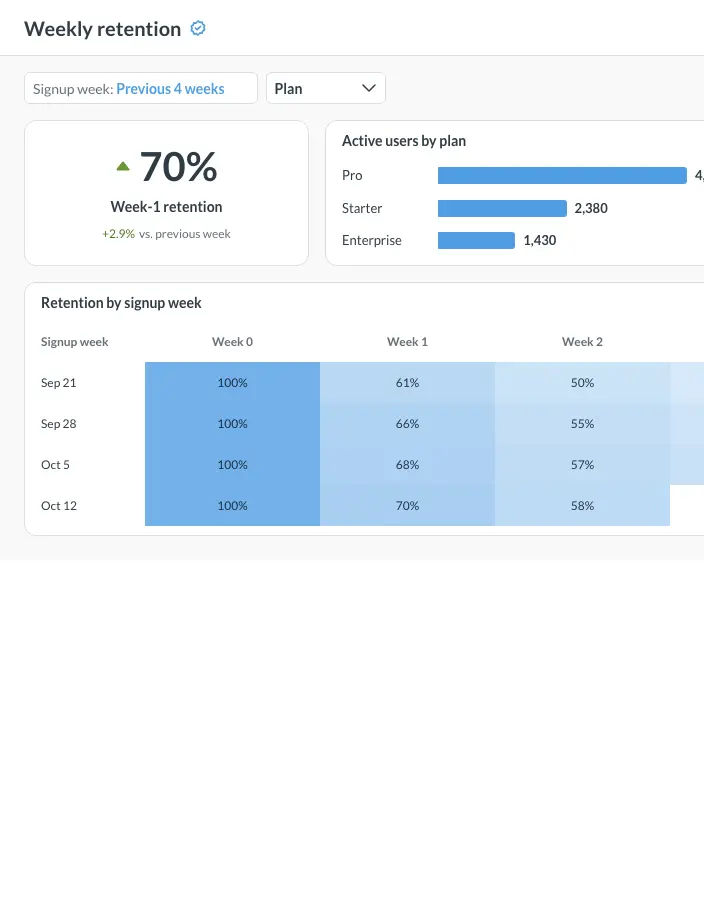 Weekly retention
Signup week: Previous 4 weeks
Plan
70%
Week-1 retention
+2.9% vs. previous week
Active users by plan
Pro 4,
Starter 2,380
Enterprise 1,430
Retention by signup week
Signup week Week 0 Week 1 Week 2
Sep 21 100% 61% 50%
Sep 28 100% 66% 55%
Oct 5 100% 68% 57%
Oct 12 100% 70% 58%